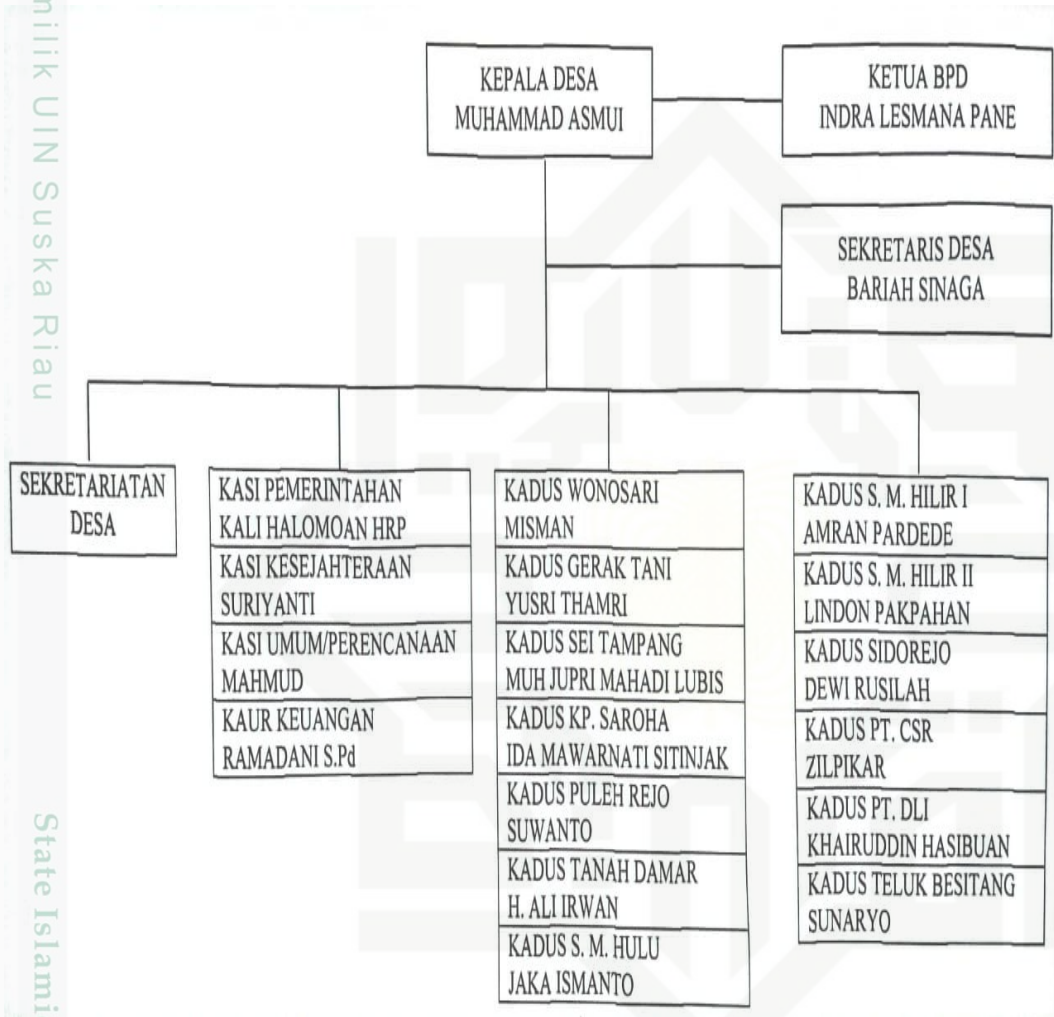 milik UIN Suska Riau
State Islami
KEPALA DESA
MUHAMMAD ASMUI
KETUA BPD
INDRA LESMANA PANE
SEKRETARIS DESA
BARIAH SINAGA
SEKRETARIATAN
DESA
KASI PEMERINTAHAN
KALI HALOMOAN HRP
KASI KESEJAHTERAAN
SURIYANTI
KASI UMUM/PERENCANAAN
MAHMUD
KAUR KEUANGAN
RAMADANI S.Pd
KADUS WONOSARI
MISMAN
KADUS GERAK TANI
YUSRI THAMRI
KADUS SEI TAMPANG
MUH JUPRI MAHADI LUBIS
KADUS KP. SAROHA
IDA MAWARNATI SITINJAK
KADUS PULEH REJO
SUWANTO
KADUS TANAH DAMAR
H. ALI IRWAN
KADUS S. M. HULU
JAKA ISMANTO
KADUS S. M. HILIR I
AMRAN PARDEDE
KADUS S. M. HILIR II
LINDON PAKPAHAN
KADUS SIDOREJO
DEWI RUSILAH
KADUS PT. CSR
ZILPIKAR
KADUS PT. DLI
KHAIRUDDIN HASIBUAN
KADUS TELUK BESITANG
SUNARYO